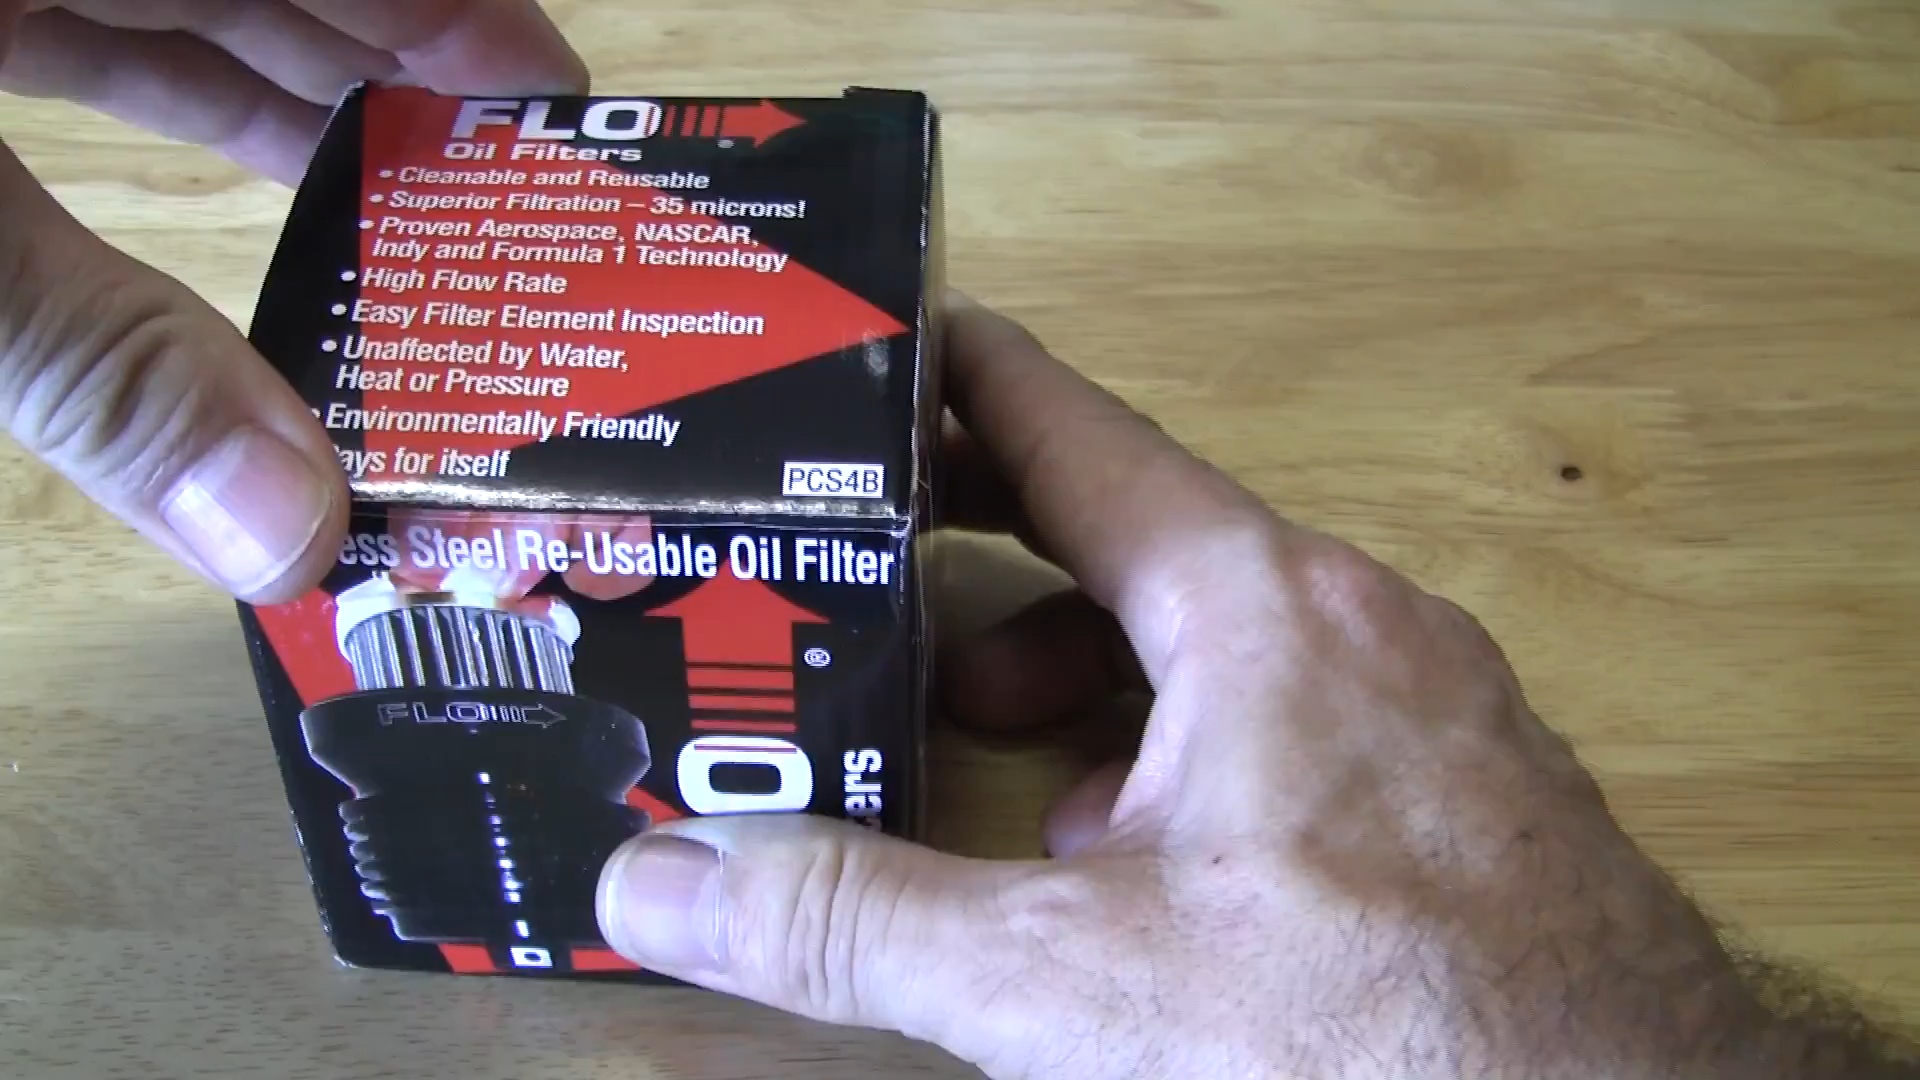 FLO ®
Oil Filters
• Cleanable and Reusable
• Superior Filtration – 35 microns!
• Proven Aerospace, NASCAR,
Indy and Formula 1 Technology
• High Flow Rate
• Easy Filter Element Inspection
• Unaffected by Water,
Heat or Pressure
• Environmentally Friendly
ays for itself
PCS4B
ess Steel Re-Usable Oil Filter
®
FLO
O